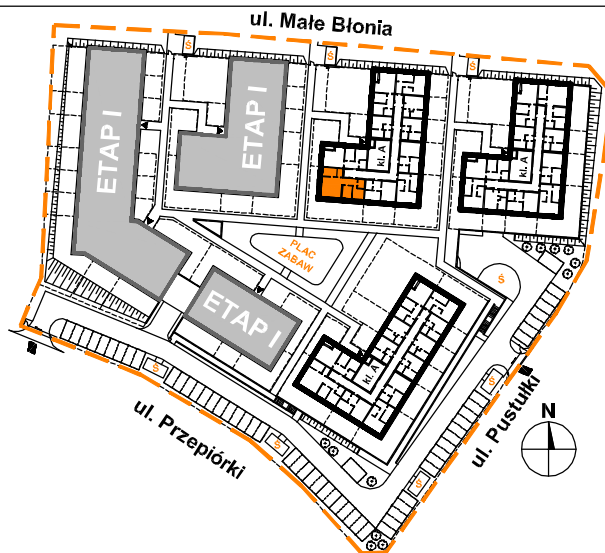 ul. Małe Błonia
Ś
Ś
Ś
ETAP I
ETAP I
kl. A
kl. A
PLAC
ZABAW
Ś
ETAP I
kl. A
Ś
Ś
Ś
Ś
ul. Przepiórki
ul. Pustułki
N